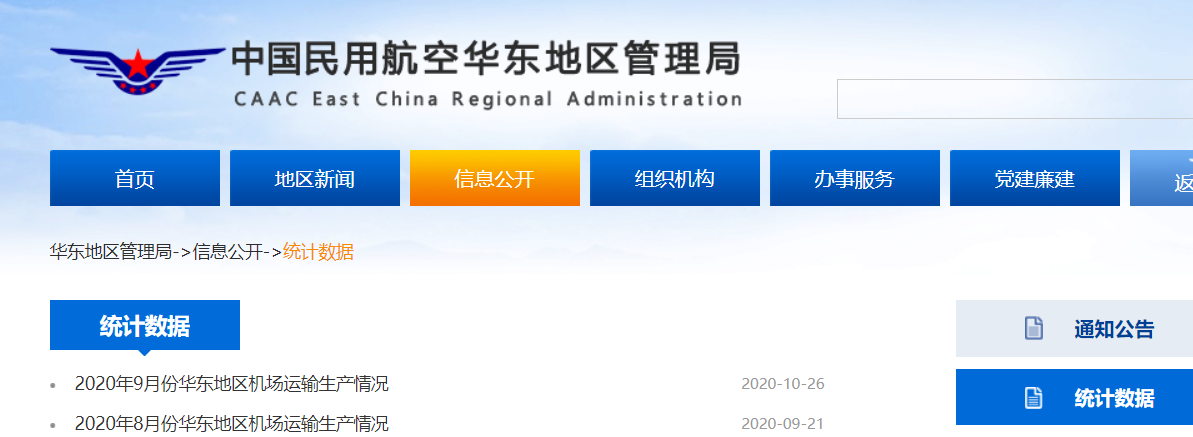 中国民用航空华东地区管理局
CAAC East China Regional Administration
首页
地区新闻
信息公开
组织机构
办事服务
党建廉建
返
华东地区管理局->信息公开->统计数据
统计数据
2020年9月份华东地区机场运输生产情况
2020-10-26
2020年8月份华东地区机场运输生产情况
2020-09-21
通知公告
统计数据